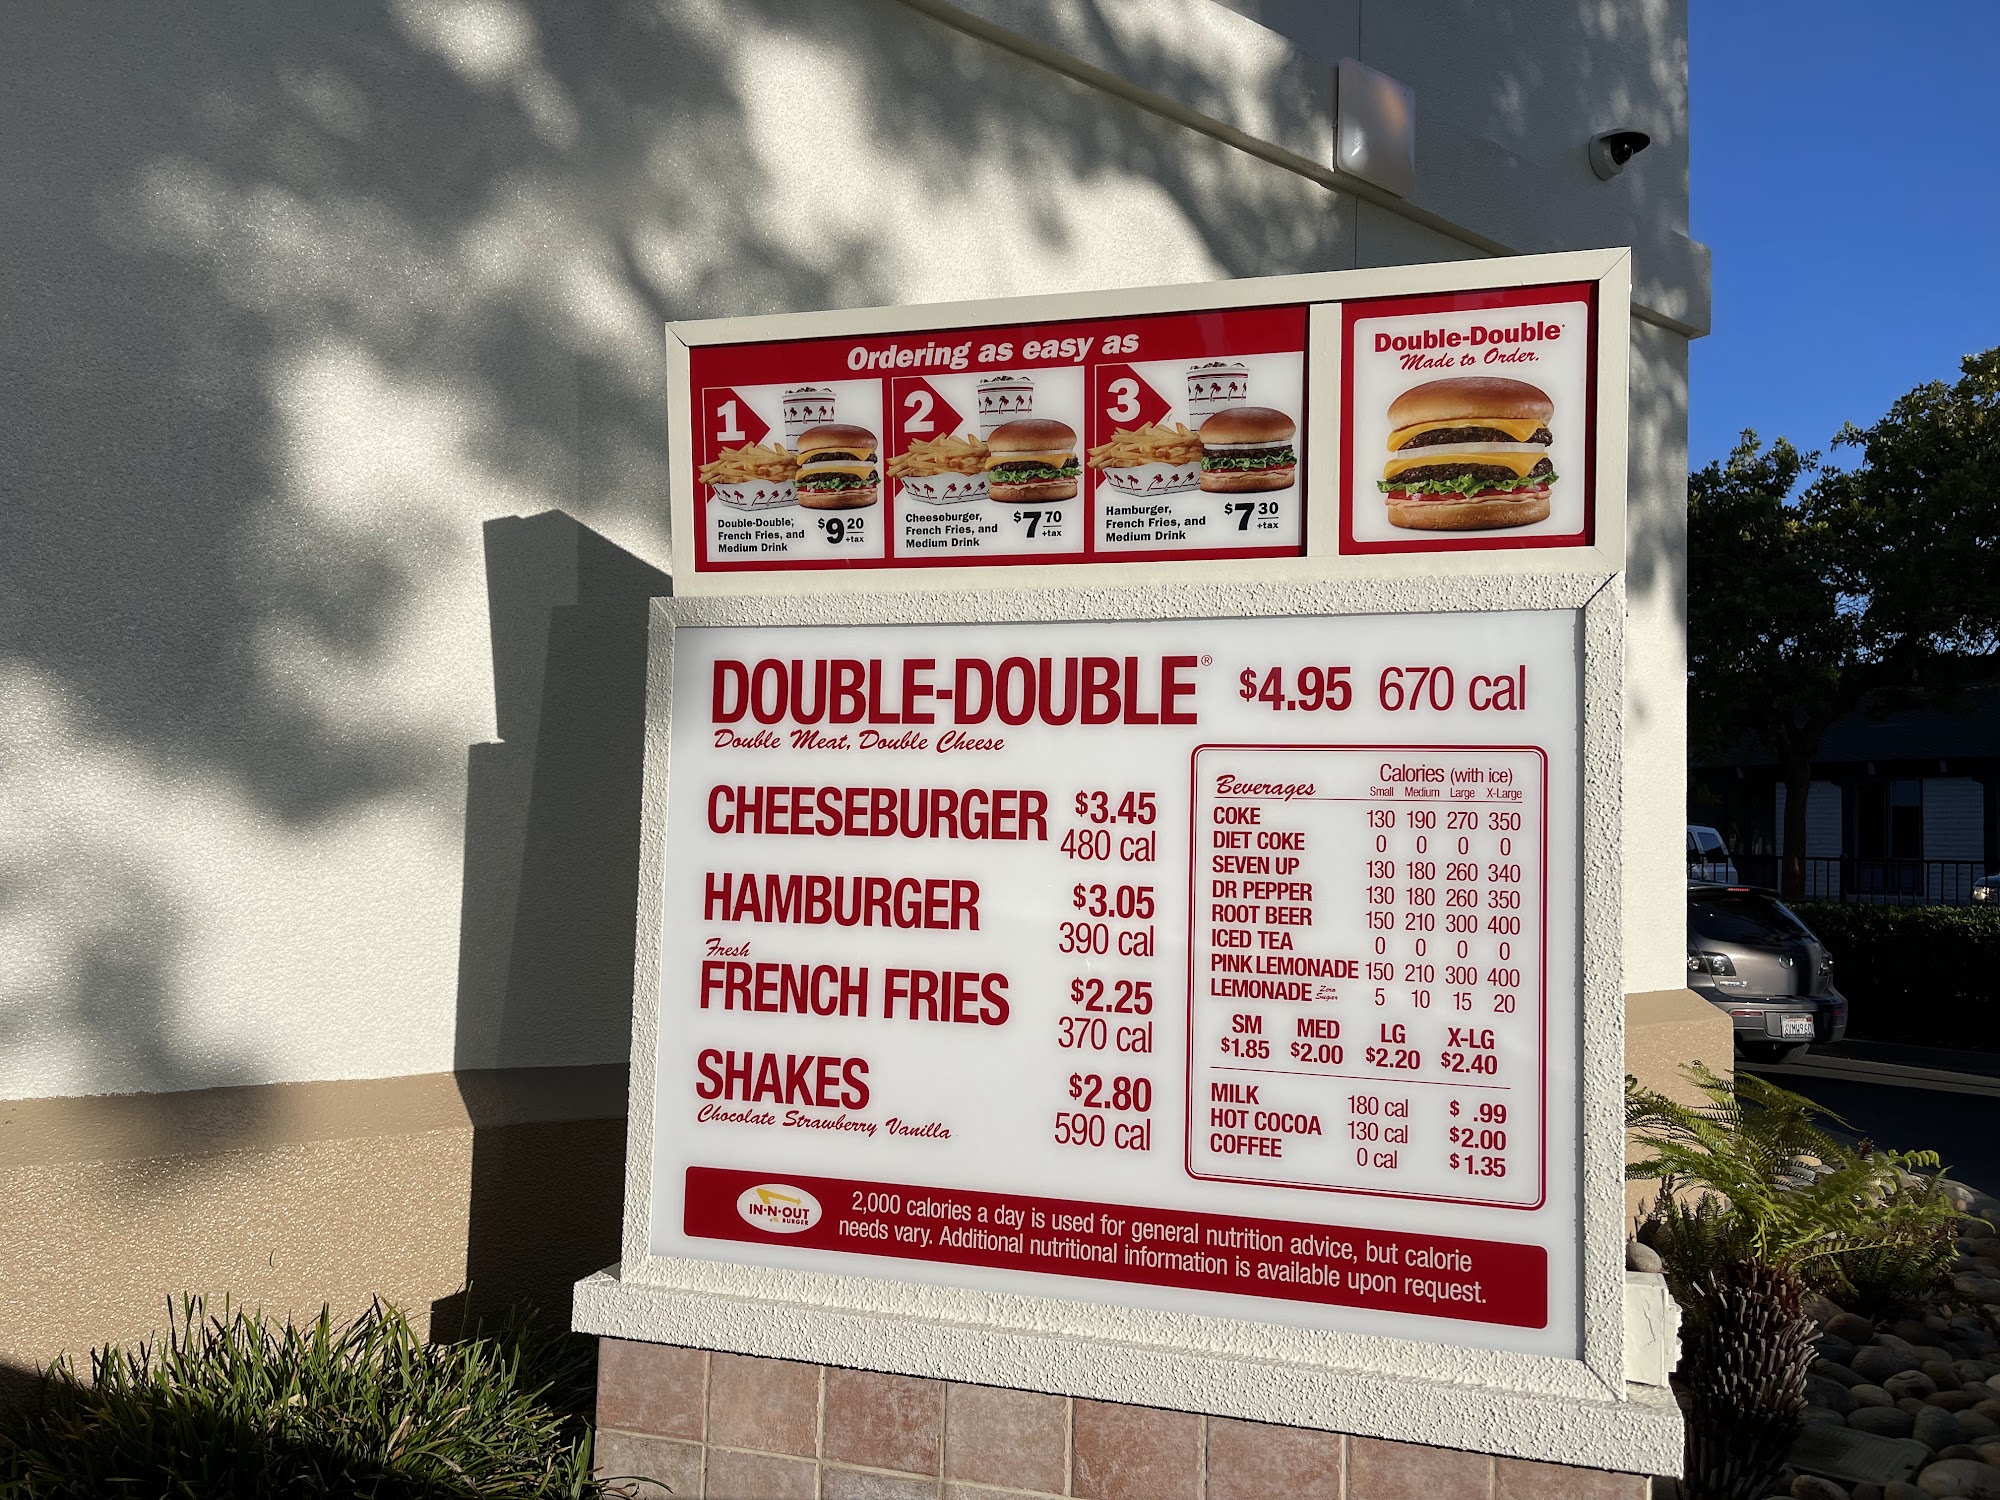 Ordering as easy as
1
Double-Double,
French Fries, and
Medium Drink
$9 20
+tax
2
Cheeseburger,
French Fries, and
Medium Drink
$7 70
+tax
3
Hamburger,
French Fries, and
Medium Drink
$7 30
+tax
Double-Double
Made to Order.
DOUBLE-DOUBLE® $4.95 670 cal
Double Meat, Double Cheese
CHEESEBURGER $3.45
480 cal
HAMBURGER $3.05
390 cal
Fresh
FRENCH FRIES $2.25
370 cal
SHAKES $2.80
Chocolate Strawberry Vanilla 590 cal
Beverages Calories (with ice)
Small Medium Large X-Large
COKE 130 190 270 350
DIET COKE 0 0 0 0
SEVEN UP 130 180 260 340
DR PEPPER 130 180 260 350
ROOT BEER 150 210 300 400
ICED TEA 0 0 0 0
PINK LEMONADE 150 210 300 400
LEMONADE Zero Sugar 5 10 15 20
SM MED LG X-LG
$1.85 $2.00 $2.20 $2.40
MILK 180 cal $ .99
HOT COCOA 130 cal $2.00
COFFEE 0 cal $1.35
IN-N-OUT
BURGER
2,000 calories a day is used for general nutrition advice, but calorie
needs vary. Additional nutritional information is available upon request.